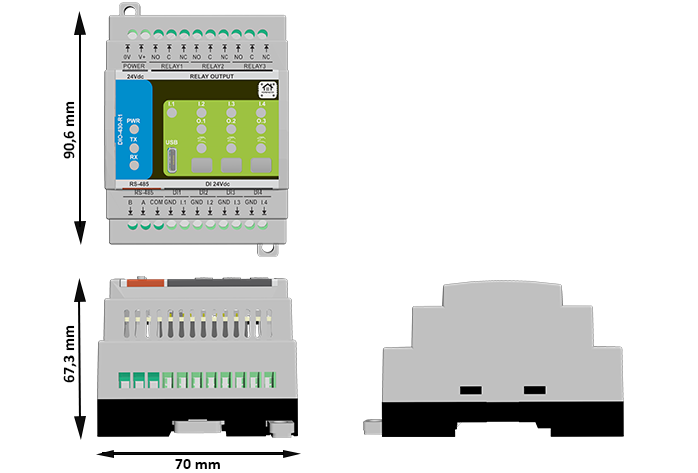 0V V+ NO C NC NO C NC NO C NC
POWER RELAY1 RELAY2 RELAY3
24Vdc RELAY OUTPUT
I.1 I.2 I.3 I.4
O.1 O.2 O.3
DIO-430-R1
PWR
TX
RX
USB
RS-485 DI 24Vdc
RS-485 DI1 DI2 DI3 DI4
B A COM GND I.1 GND I.2 GND I.3 GND I.4
90,6 mm
67,3 mm
70 mm